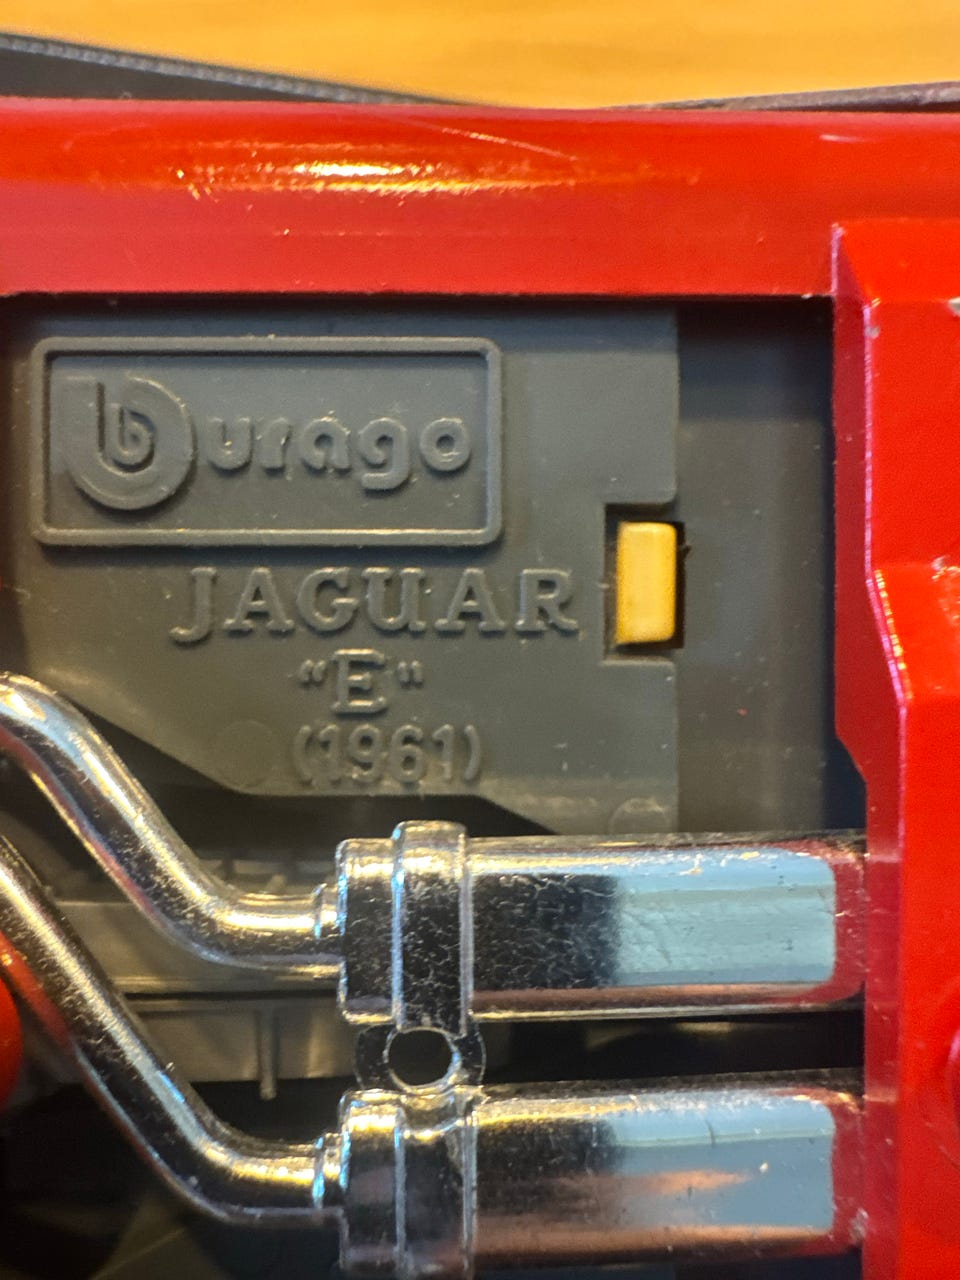 burago
JAGUAR
"E"
(1961)